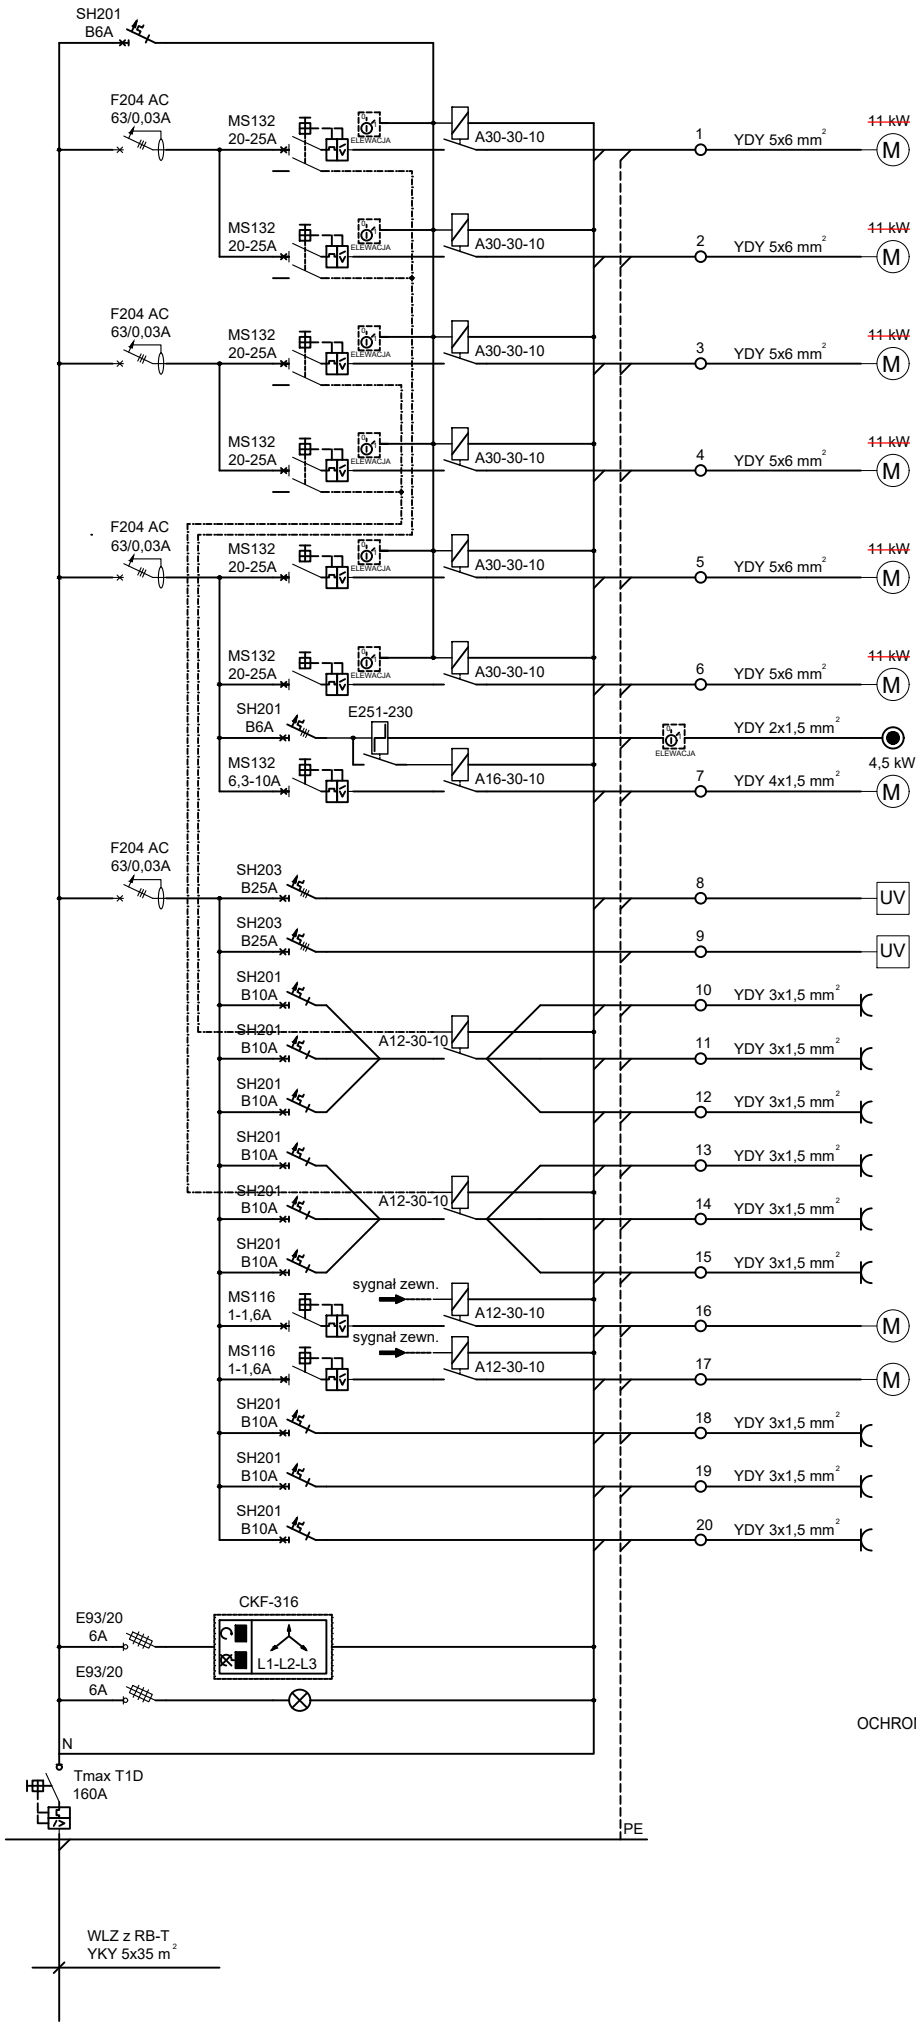 SH201
B6A
F204 AC
63/0,03A
MS132
20-25A
ELEWACJA
A30-30-10
1
YDY 5x6 mm²
11 kW
M
MS132
20-25A
ELEWACJA
A30-30-10
2
YDY 5x6 mm²
11 kW
M
F204 AC
63/0,03A
MS132
20-25A
ELEWACJA
A30-30-10
3
YDY 5x6 mm²
11 kW
M
MS132
20-25A
ELEWACJA
A30-30-10
4
YDY 5x6 mm²
11 kW
M
F204 AC
63/0,03A
MS132
20-25A
ELEWACJA
A30-30-10
5
YDY 5x6 mm²
11 kW
M
MS132
20-25A
ELEWACJA
A30-30-10
6
YDY 5x6 mm²
11 kW
M
SH201
B6A
E251-230
ELEWACJA
YDY 2x1,5 mm²
MS132
6,3-10A
A16-30-10
7
YDY 4x1,5 mm²
4,5 kW
M
F204 AC
63/0,03A
SH203
B25A
8
UV
SH203
B25A
9
UV
SH201
B10A
10
YDY 3x1,5 mm²
SH201
B10A
A12-30-10
11
YDY 3x1,5 mm²
SH201
B10A
12
YDY 3x1,5 mm²
SH201
B10A
13
YDY 3x1,5 mm²
SH201
B10A
A12-30-10
14
YDY 3x1,5 mm²
SH201
B10A
15
YDY 3x1,5 mm²
MS116
1-1,6A
sygnał zewn.
A12-30-10
16
M
MS116
1-1,6A
sygnał zewn.
A12-30-10
17
M
SH201
B10A
18
YDY 3x1,5 mm²
SH201
B10A
19
YDY 3x1,5 mm²
SH201
B10A
20
YDY 3x1,5 mm²
E93/20
6A
CKF-316
L1-L2-L3
E93/20
6A
OCHRON
N
Tmax T1D
160A
PE
WLZ z RB-T
YKY 5x35 m²